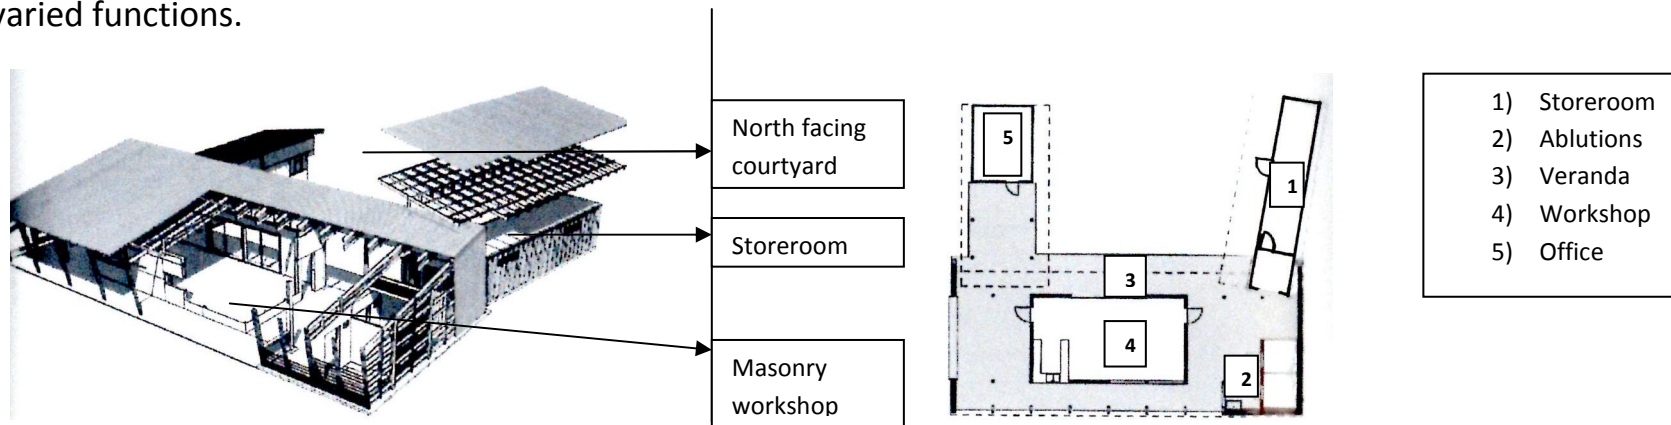 varied functions.
North facing
courtyard
Storeroom
Masonry
workshop
5
1
3
4
2
1) Storeroom
2) Ablutions
3) Veranda
4) Workshop
5) Office